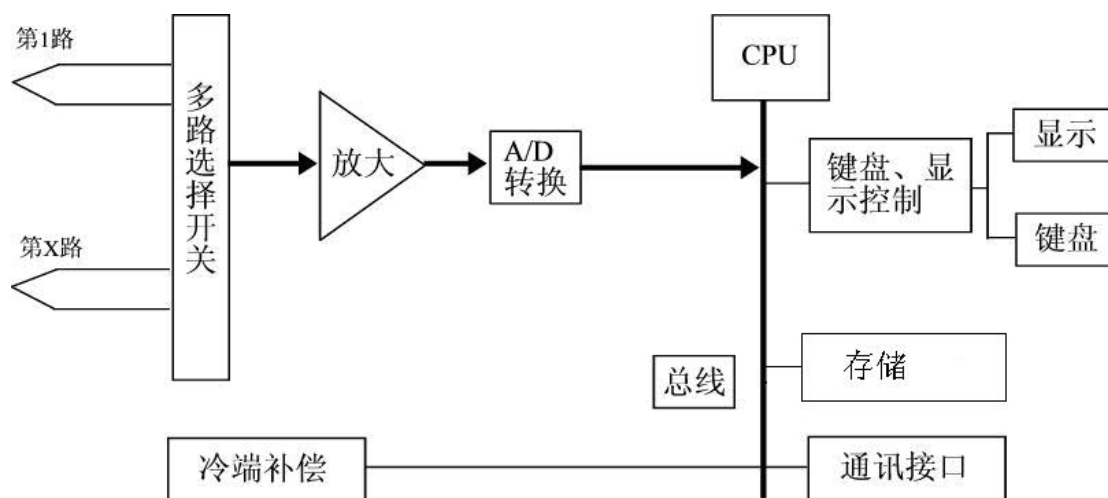 第1路
第X路
多路选择开关
放大
A/D
转换
CPU
键盘、显
示控制
显示
键盘
总线
存储
冷端补偿
通讯接口